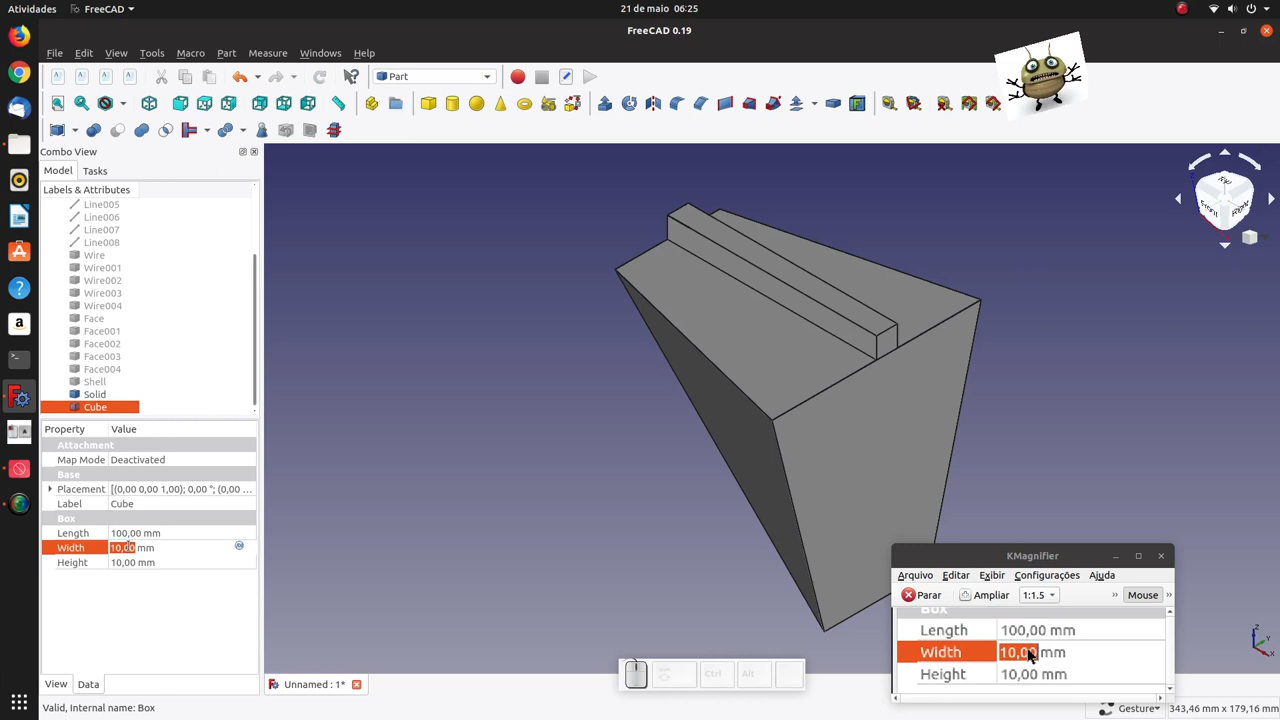 Atividades FreeCAD 21 de maio 06:25
FreeCAD 0.19
File Edit View Tools Macro Part Measure Windows Help
Part
Combo View
Model Tasks
Labels & Attributes
Line005
Line006
Line007
Line008
Wire
Wire001
Wire002
Wire003
Wire004
Face
Face001
Face002
Face003
Face004
Shell
Solid
Cube
Property Value
Attachment
Map Mode Deactivated
Base
Placement [(0,00 0,00 1,00); 0,00 °; (0,00 ...
Label Cube
Box
Length 100,00 mm
Width 10,00 mm
Height 10,00 mm
View Data
Unnamed : 1*
Valid, Internal name: Box
FRONT
RIGHT
KMagnifier
Arquivo Editar Exibir Configurações Ajuda
Parar Ampliar 1:1.5 » Mouse »
Box
Length 100,00 mm
Width 10,00 mm
Height 10,00 mm
Ctrl Alt
Gesture 343,46 mm x 179,16 mm